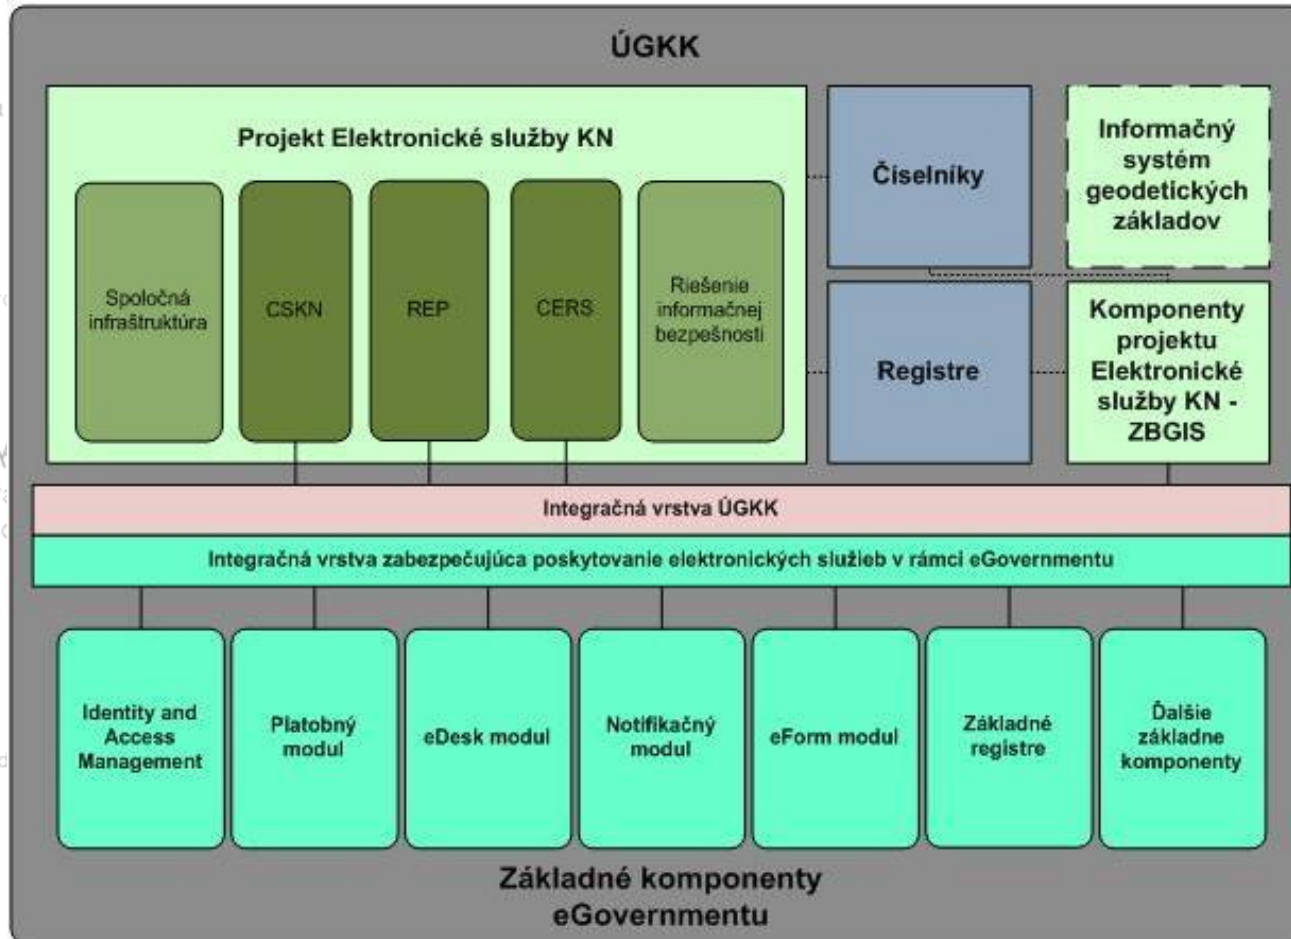 ÚGKK
Projekt Elektronické služby KN
Spoločná
infraštruktúra
CSKN
REP
CERS
Riešenie
informačnej
bezpešnosti
Číselníky
Registre
Informačný
systém
geodetických
základov
Komponenty
projektu
Elektronické
služby KN -
ZBGIS
Integračná vrstva ÚGKK
Integračná vrstva zabezpečujúca poskytovanie elektronických služieb v rámci eGovernmentu
Identity and
Access
Management
Platobný
modul
eDesk modul
Notifikačný
modul
eForm modul
Základné
registre
Ďalšie
základne
komponenty
Základné komponenty
eGovernmentu